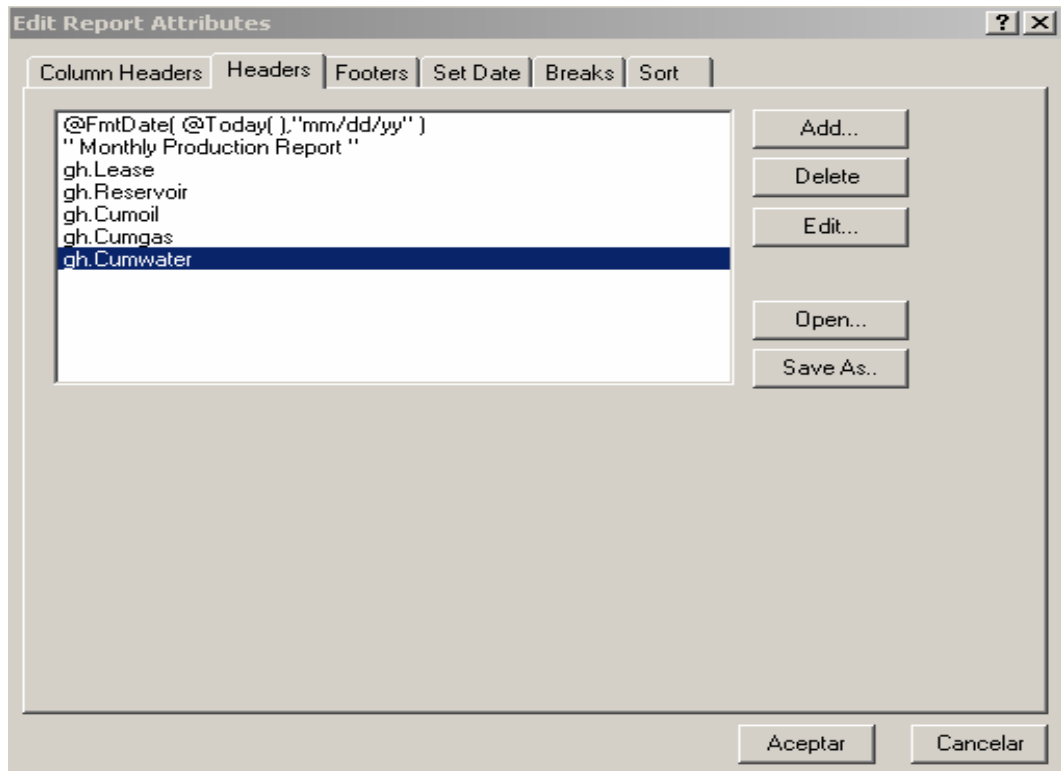 Edit Report Attributes
Column Headers Headers Footers Set Date Breaks Sort
@FmtDate( @Today( ),"mm/dd/yy" )
" Monthly Production Report "
gh.Lease
gh.Reservoir
gh.Cumoil
gh.Cumgas
gh.Cumwater
Add...
Delete
Edit...
Open...
Save As..
Aceptar Cancelar